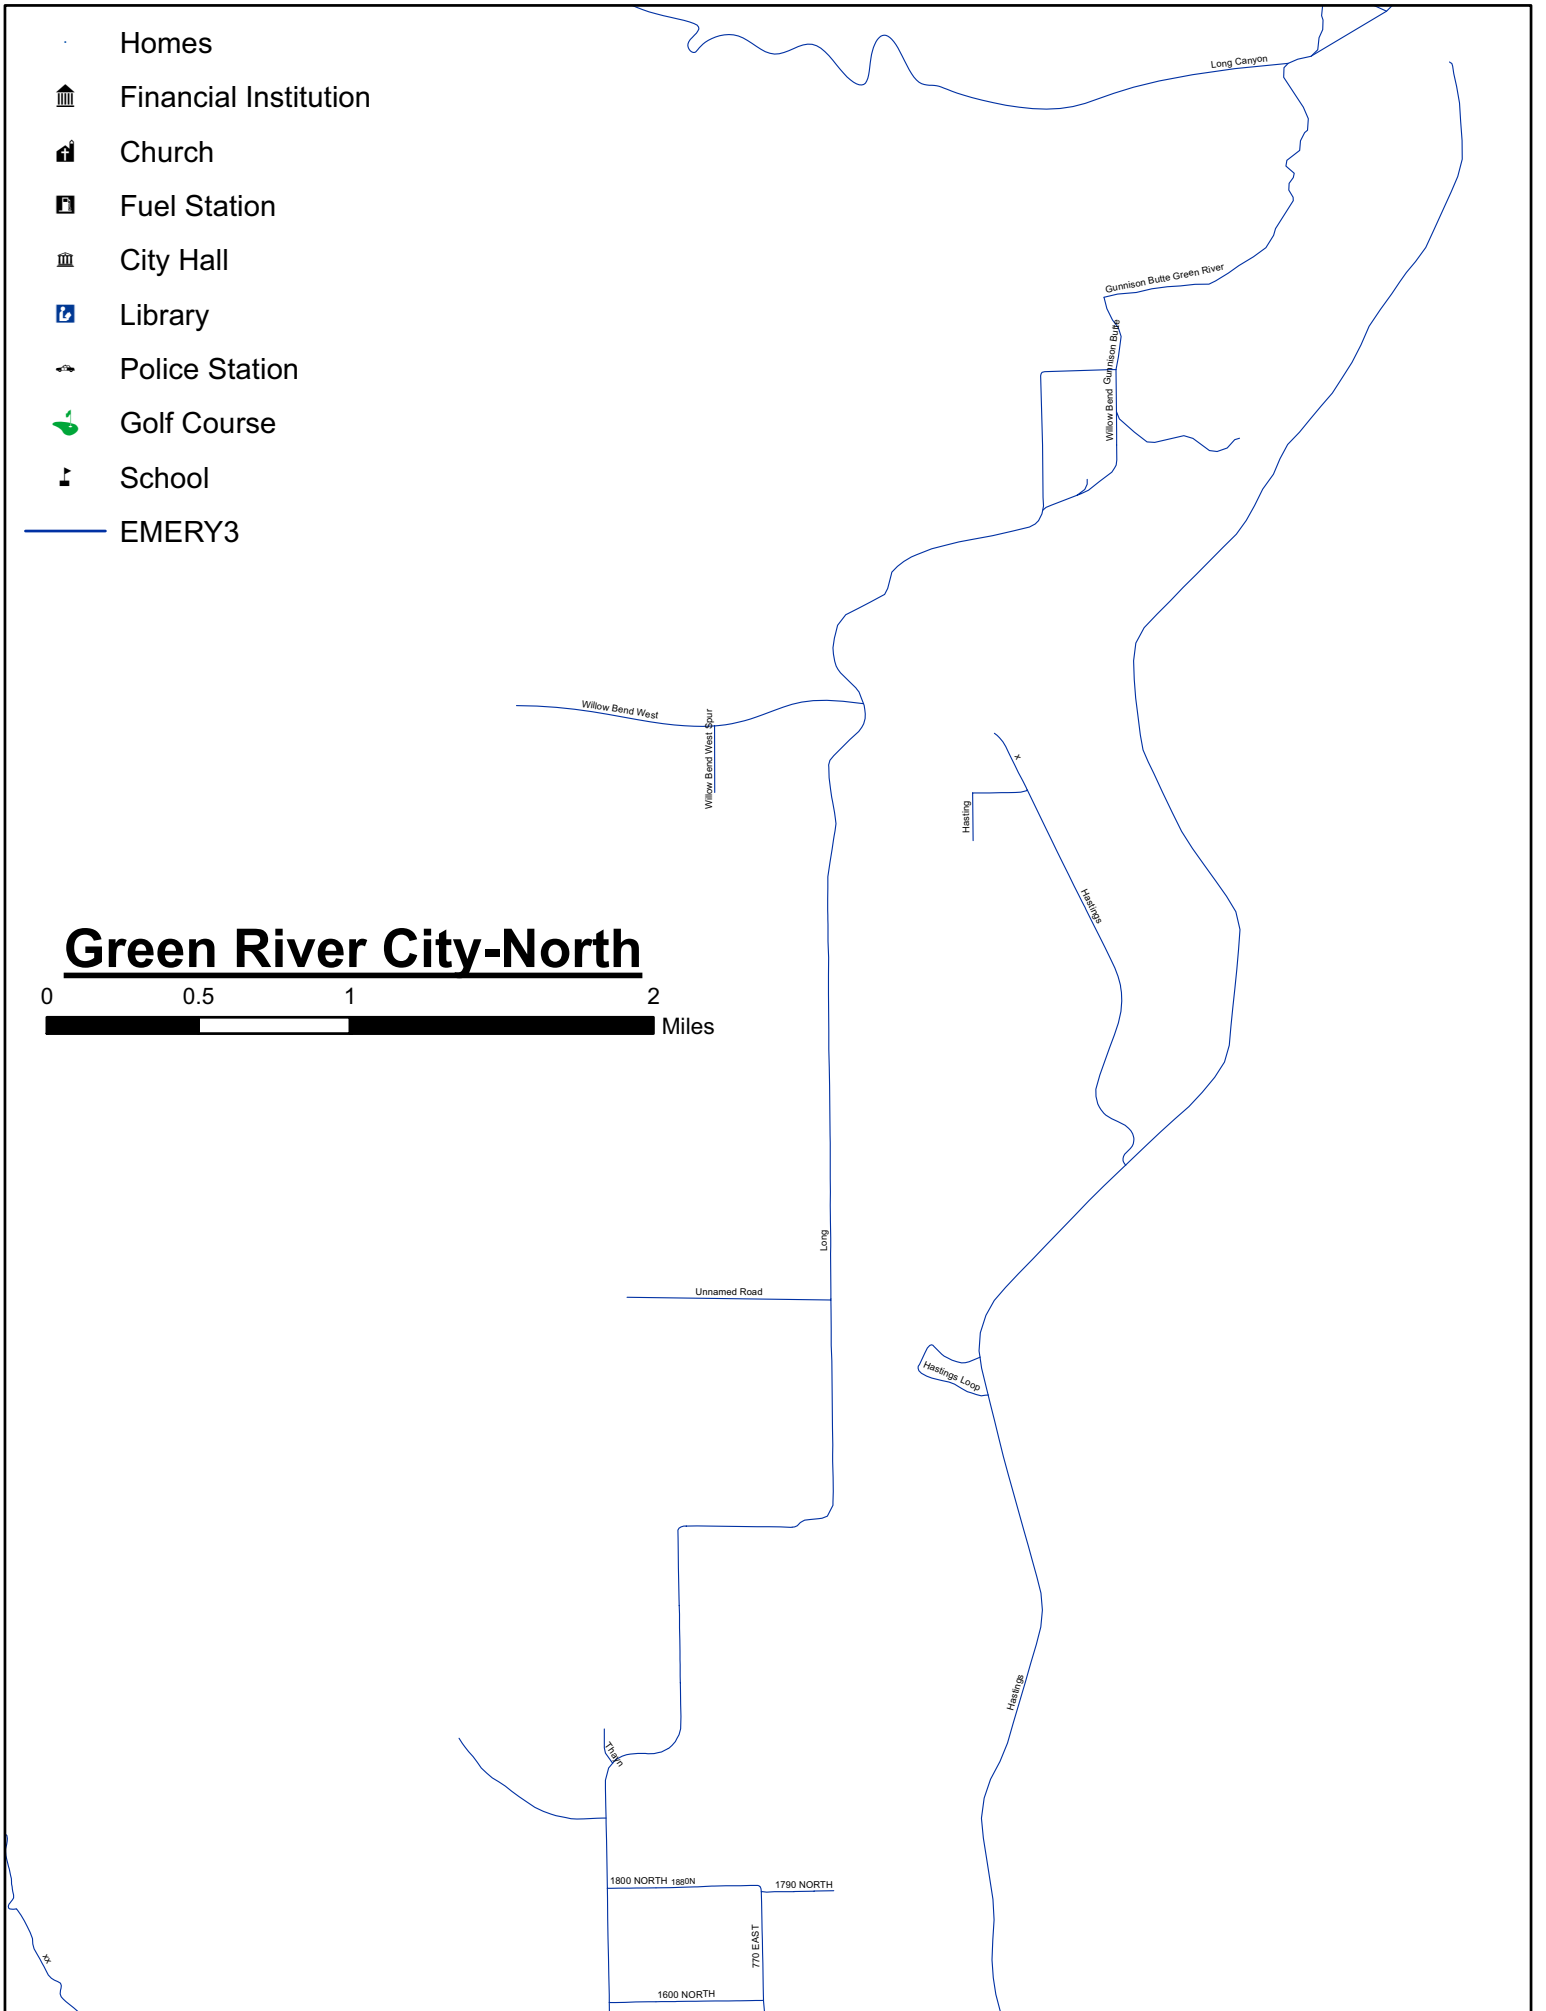 Homes
Financial Institution
Church
Fuel Station
City Hall
Library
Police Station
Golf Course
School
EMERY3
Long Canyon
Gunnison Butte Green River
Gunnison Butte
Willow Bend
Willow Bend West
Willow Bend West Spur
x
Hasting
Hastings
Green River City-North
0 0.5 1 2
Miles
Long
Unnamed Road
Hastings Loop
Hastings
Thayn
1800 NORTH 1880N
1790 NORTH
770 EAST
xx
1600 NORTH